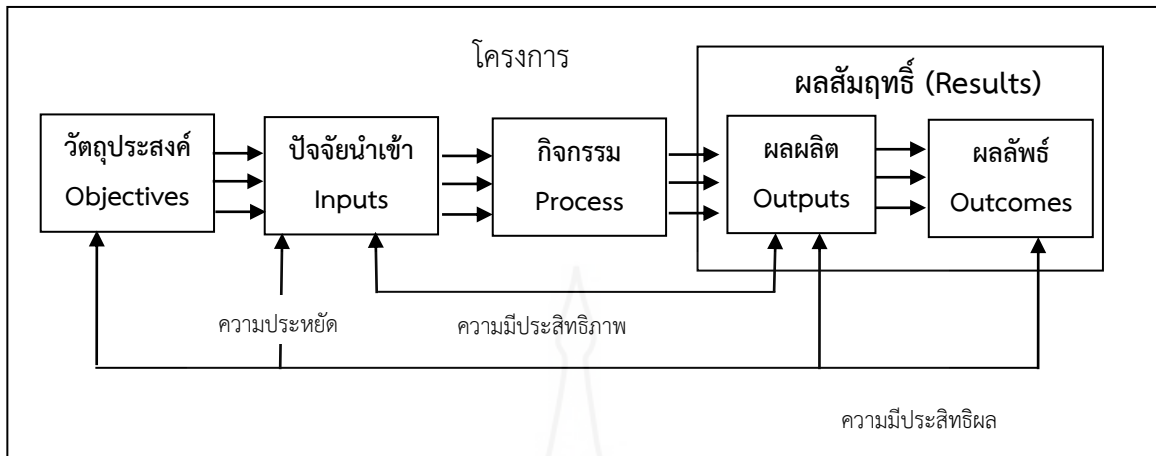 โครงการ
ผลสัมฤทธิ์ (Results)
วัตถุประสงค์
Objectives
ปัจจัยนำเข้า
Inputs
กิจกรรม
Process
ผลผลิต
Outputs
ผลลัพธ์
Outcomes
ความประหยัด
ความมีประสิทธิภาพ
ความมีประสิทธิผล